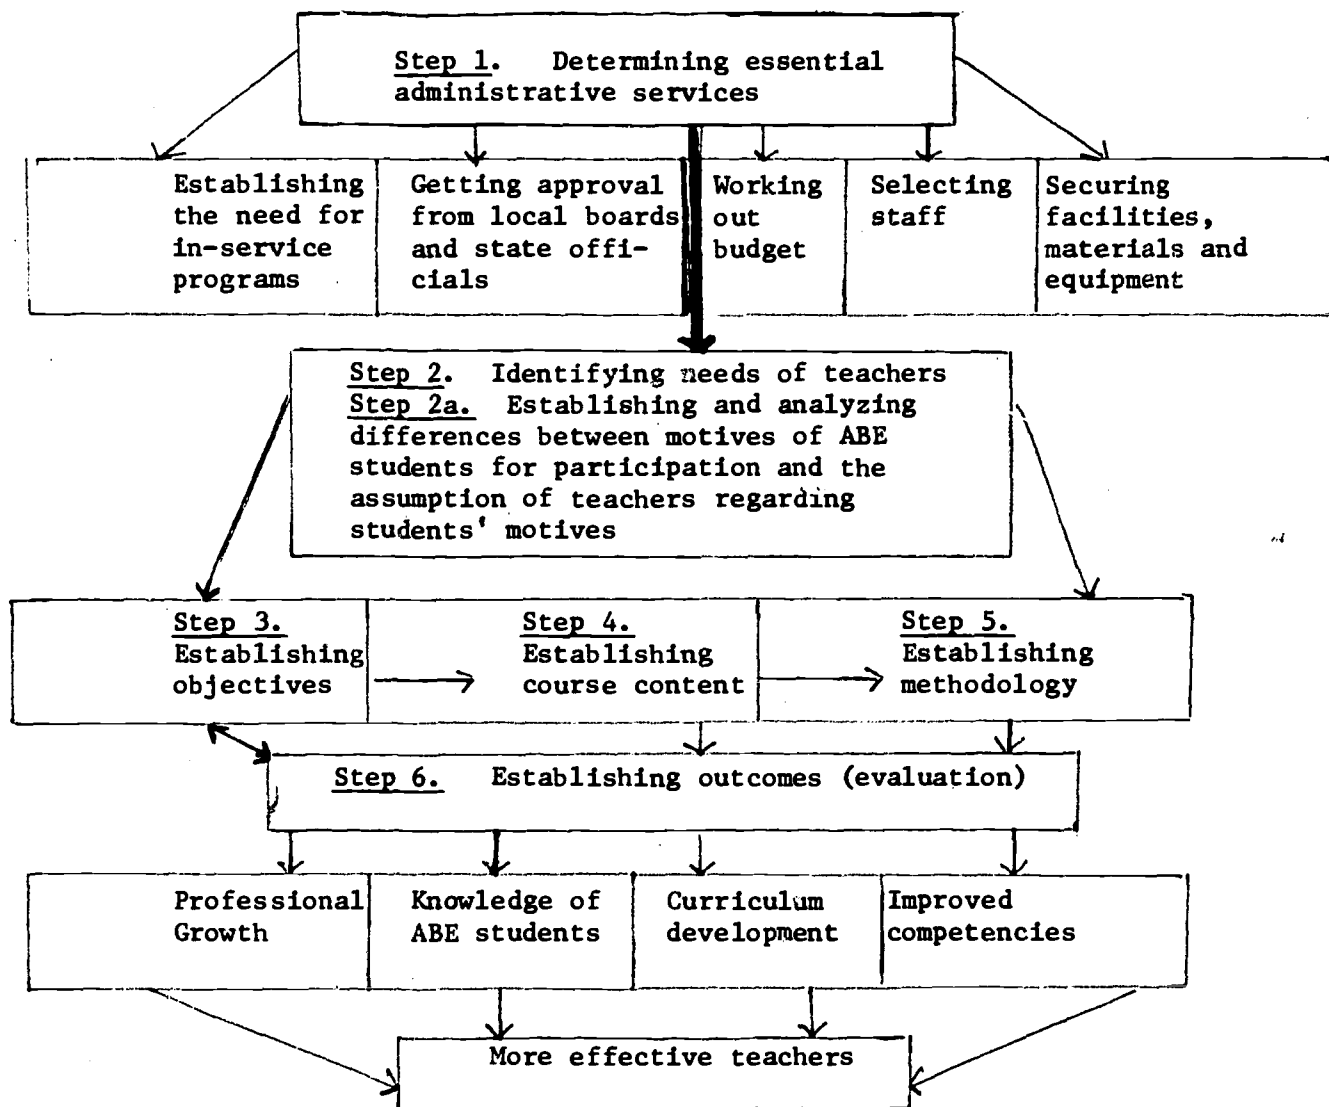 Step 1. Determining essential
administrative services
Establishing
the need for
in-service
programs
Getting approval
from local boards
and state offi-
cials
Working
out
budget
Selecting
staff
Securing
facilities,
materials and
equipment
Step 2. Identifying needs of teachers
Step 2a. Establishing and analyzing
differences between motives of ABE
students for participation and the
assumption of teachers regarding
students' motives
Step 3.
Establishing
objectives
Step 4.
Establishing
course content
Step 5.
Establishing
methodology
Step 6. Establishing outcomes (evaluation)
Professional
Growth
Knowledge of
ABE students
Curriculum
development
Improved
competencies
More effective teachers